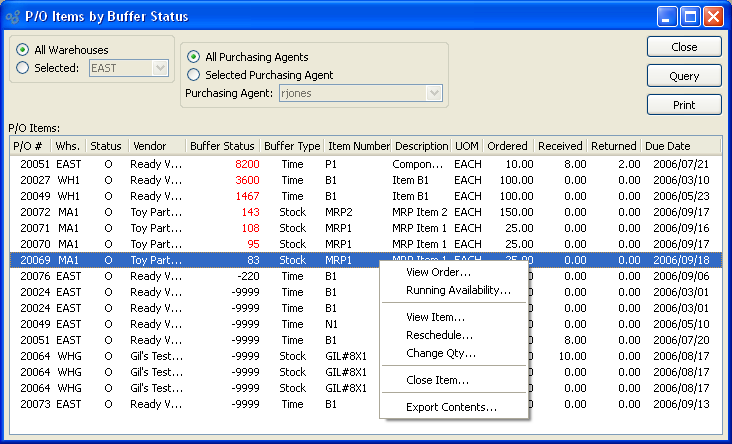 P/O Items by Buffer Status
All Warehouses
Selected: EAST
All Purchasing Agents
Selected Purchasing Agent
Purchasing Agent: rjones
Close
Query
Print
P/O Items:
P/O # Whs. Status Vendor Buffer Status Buffer Type Item Number Description UOM Ordered Received Returned Due Date
20051 EAST O Ready V... 8200 Time P1 Compon... EACH 10.00 8.00 2.00 2006/07/21
20027 WH1 O Ready V... 3600 Time B1 Item B1 EACH 100.00 0.00 0.00 2006/03/10
20049 WH1 O Ready V... 1467 Time B1 Item B1 EACH 100.00 0.00 0.00 2006/05/23
20072 MA1 O Toy Part... 143 Stock MRP2 MRP Item 2 EACH 150.00 0.00 0.00 2006/09/17
20071 MA1 O Toy Part... 108 Stock MRP1 MRP Item 1 EACH 25.00 0.00 0.00 2006/09/16
20070 MA1 O Toy Part... 95 Stock MRP1 MRP Item 1 EACH 25.00 0.00 0.00 2006/09/17
20069 MA1 O Toy Part... 83 Stock MRP1 MRP Item 1 EACH 25.00 0.00 0.00 2006/09/18
20076 EAST O Ready V... -220 Time B1 0.00 0.00 2006/09/06
20024 EAST O Ready V... -9999 Time B1 0.00 0.00 2006/03/01
20024 EAST O Ready V... -9999 Time B1 0.00 0.00 2006/03/01
20049 EAST O Ready V... -9999 Time N1 0.00 0.00 2006/05/10
20051 EAST O Ready V... -9999 Time B1 8.00 0.00 2006/07/20
20064 WHG O Gil's Test... -9999 Stock GIL#8X1 10.00 0.00 2006/08/17
20064 WHG O Gil's Test... -9999 Stock GIL#8X1 0.00 0.00 2006/08/17
20064 WHG O Gil's Test... -9999 Stock GIL#8X1 0.00 0.00 2006/08/17
20073 EAST O Ready V... -9999 Time B1 0.00 0.00 2006/09/13
View Order...
Running Availability...
View Item...
Reschedule...
Change Qty...
Close Item...
Export Contents...